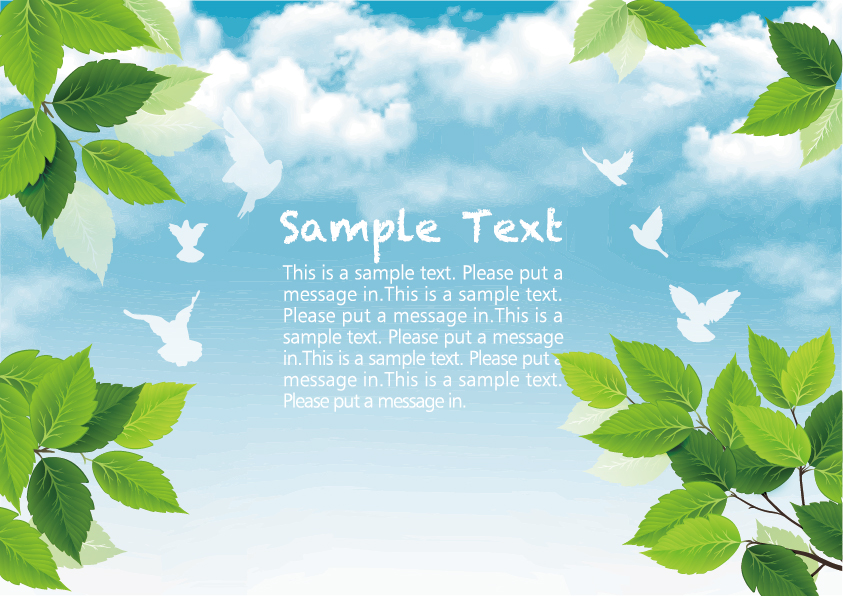 Sample Text
This is a sample text. Please put a
message in.This is a sample text.
Please put a message in.This is a
sample text. Please put a message
in.This is a sample text. Please put a
message in.This is a sample text.
Please put a message in.